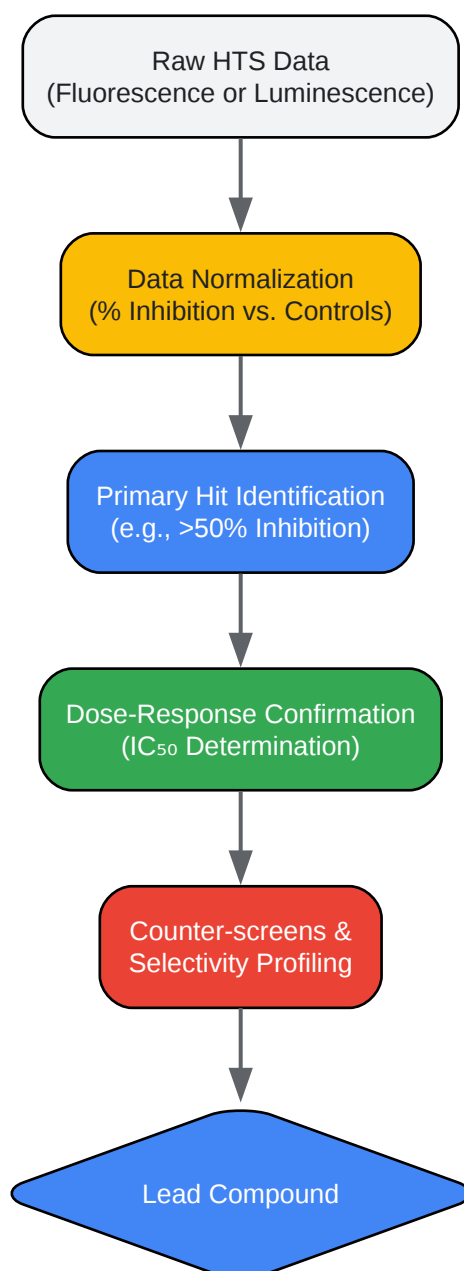 Raw HTS Data
(Fluorescence or Luminescence)
Data Normalization
(% Inhibition vs. Controls)
Primary Hit Identification
(e.g., >50% Inhibition)
Dose-Response Confirmation
(IC₅₀ Determination)
Counter-screens &
Selectivity Profiling
Lead Compound